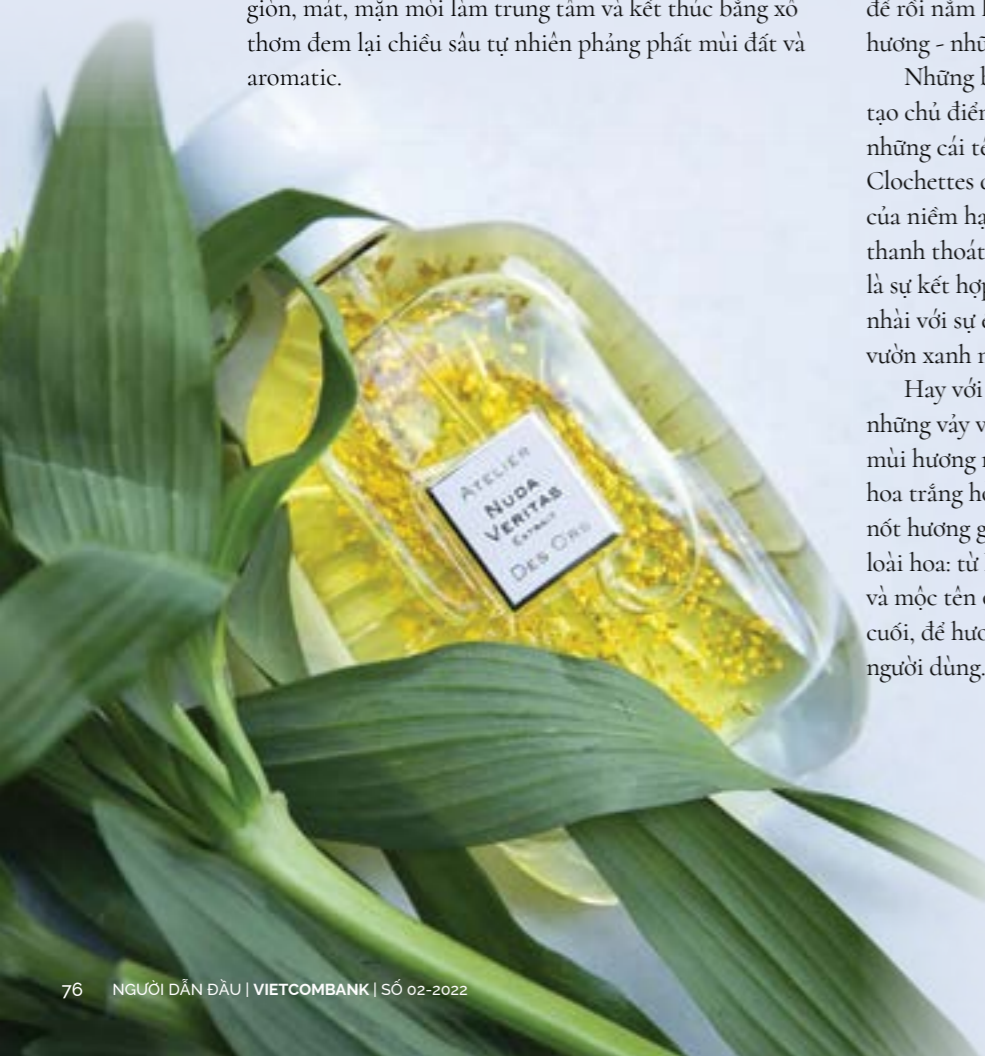 giòn, mát, mặn mòi làm trung tâm và kết thúc bằng xô
thơm đem lại chiều sâu tự nhiên phảng phất mùi đất và
aromatic.
để rồi nằm
hương - nhữ
Những
tạo chủ điể
những cái tê
Clochettes
của niềm hạ
thanh thoát
là sự kết hợp
nhài với sự
vườn xanh
Hay với
những vảy v
mùi hương
hoa trắng
nốt hương
loài hoa: từ
và mộc tên
cuối, để hươ
người dùng.
ATELIER
NUDA
VERITAS
EXTRAIT
DES ORS
76 NGƯỜI DẪN ĐẦU | VIETCOMBANK | SỐ 02-2022